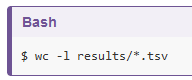 Bash
$ wc -l results/*.tsv